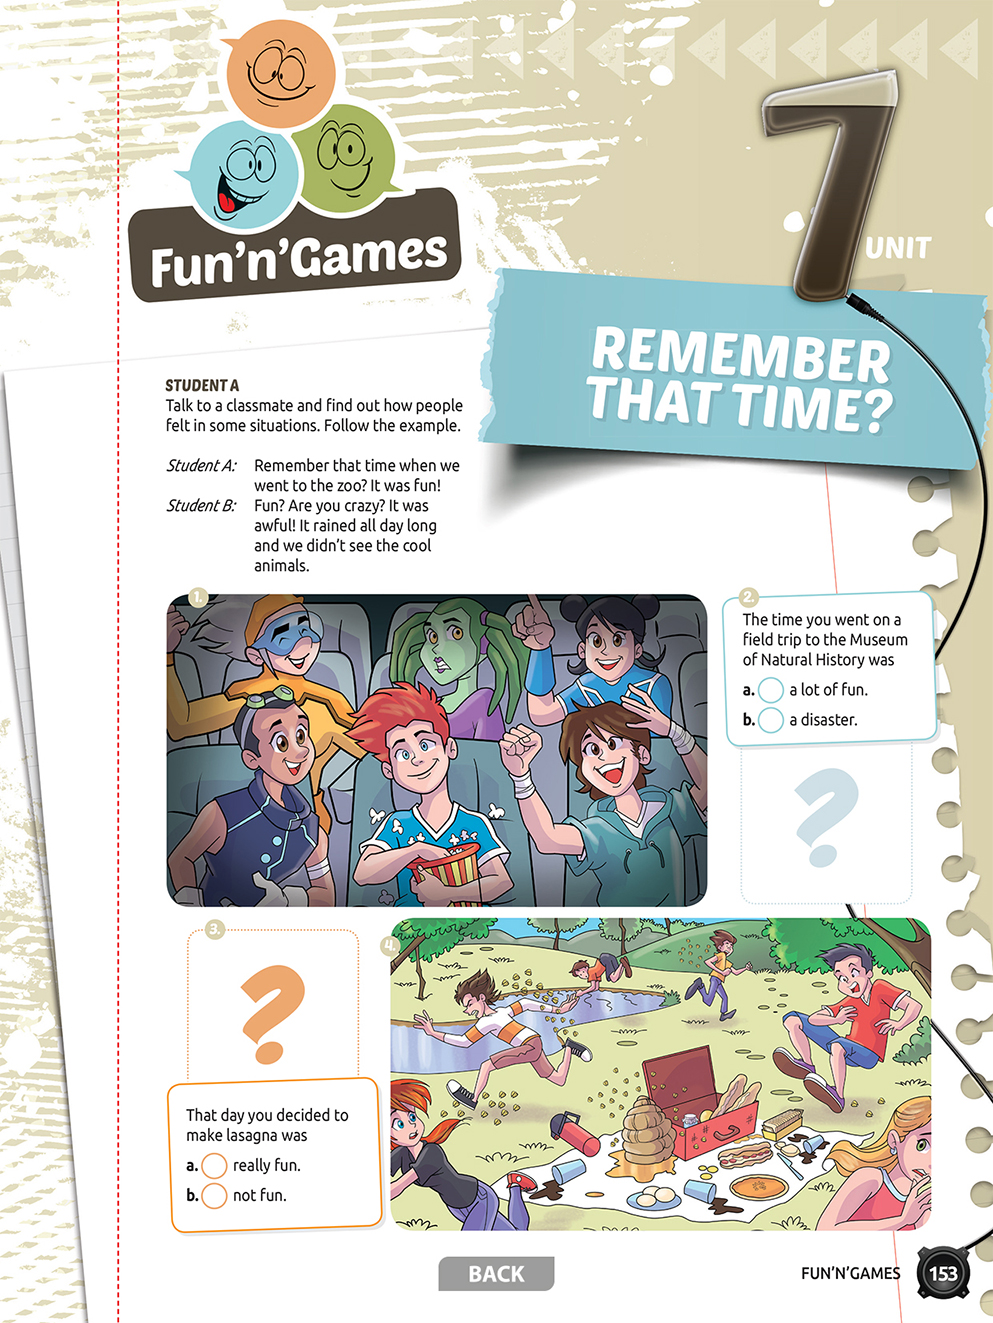 Fun'n'Games
7
UNIT
REMEMBER
THAT TIME?
STUDENT A
Talk to a classmate and find out how people
felt in some situations. Follow the example.
Student A: Remember that time when we
went to the zoo? It was fun!
Student B: Fun? Are you crazy? It was
awful! It rained all day long
and we didn't see the cool
animals.
1.
2.
The time you went on a
field trip to the Museum
of Natural History was
a. a lot of fun.
b. a disaster.
?
3.
?
That day you decided to
make lasagna was
a. really fun.
b. not fun.
4.
BACK
FUN'N'GAMES 153